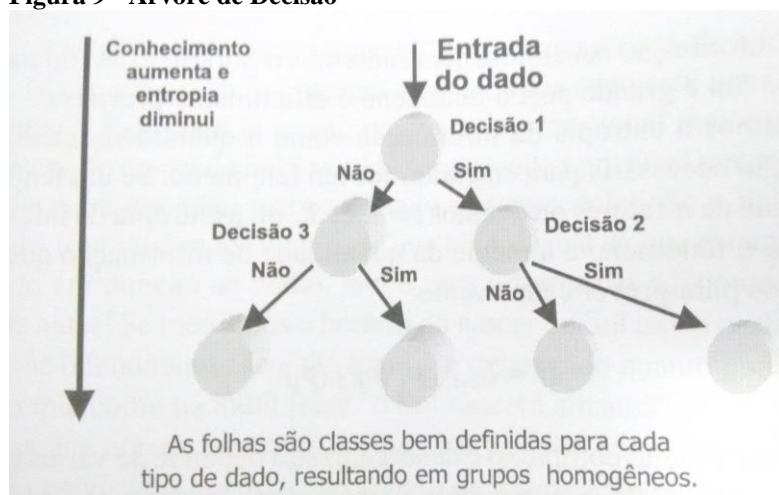 Figura 9 - Árvore de Decisão
Conhecimento
aumenta e
entropia
diminui
Entrada
do dado
Decisão 1
Não
Sim
Decisão 3
Decisão 2
Não
Sim
Não
Sim
As folhas são classes bem definidas para cada
tipo de dado, resultando em grupos homogêneos.